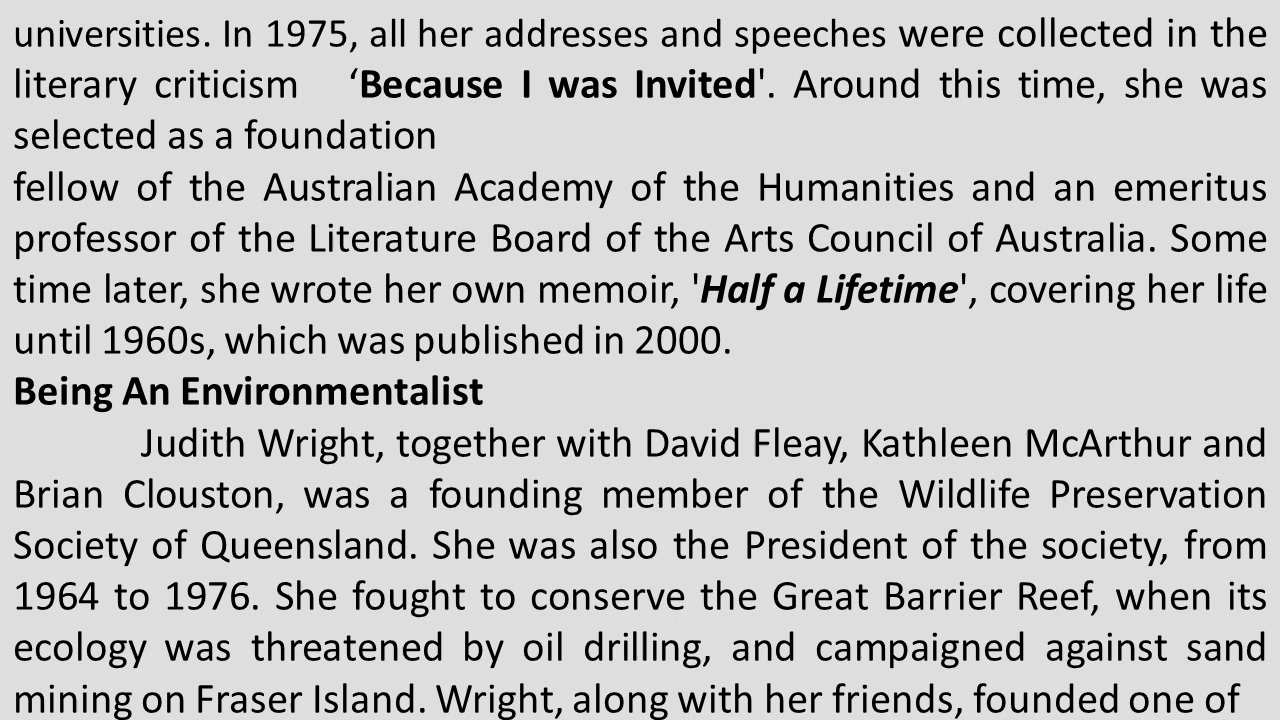 universities. In 1975, all her addresses and speeches were collected in the
literary criticism ‘Because I was Invited'. Around this time, she was
selected as a foundation
fellow of the Australian Academy of the Humanities and an emeritus
professor of the Literature Board of the Arts Council of Australia. Some
time later, she wrote her own memoir, 'Half a Lifetime', covering her life
until 1960s, which was published in 2000.
Being An Environmentalist
Judith Wright, together with David Fleay, Kathleen McArthur and
Brian Clouston, was a founding member of the Wildlife Preservation
Society of Queensland. She was also the President of the society, from
1964 to 1976. She fought to conserve the Great Barrier Reef, when its
ecology was threatened by oil drilling, and campaigned against sand
mining on Fraser Island. Wright, along with her friends, founded one of